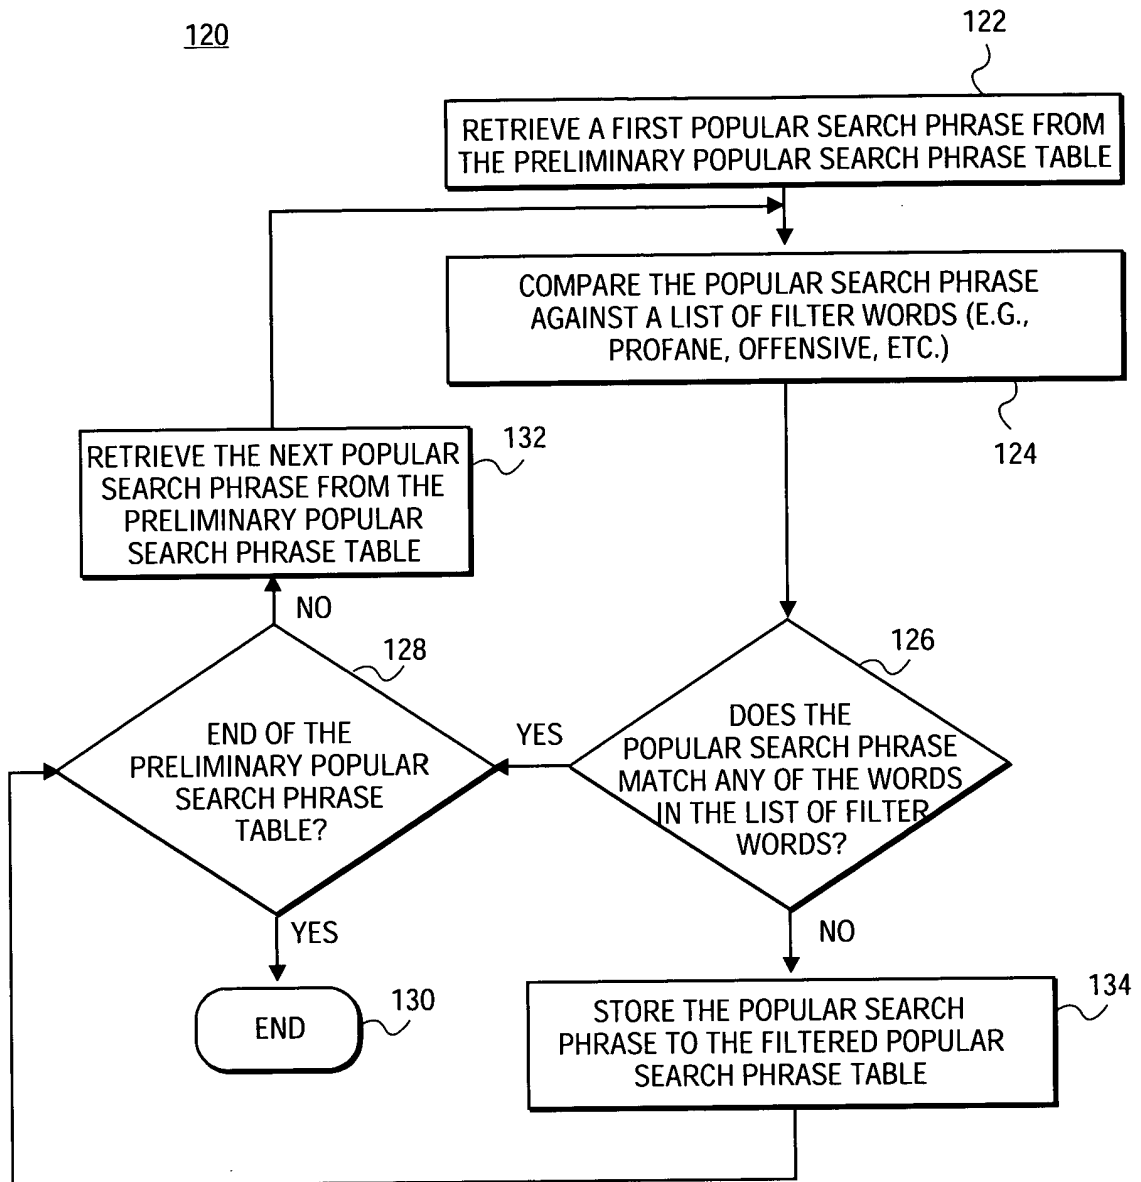 120
122
RETRIEVE A FIRST POPULAR SEARCH PHRASE FROM
THE PRELIMINARY POPULAR SEARCH PHRASE TABLE
COMPARE THE POPULAR SEARCH PHRASE
AGAINST A LIST OF FILTER WORDS (E.G.,
PROFANE, OFFENSIVE, ETC.)
124
RETRIEVE THE NEXT POPULAR
SEARCH PHRASE FROM THE
PRELIMINARY POPULAR
SEARCH PHRASE TABLE
132
NO
128
END OF THE
PRELIMINARY POPULAR
SEARCH PHRASE
TABLE?
YES
126
DOES THE
POPULAR SEARCH PHRASE
MATCH ANY OF THE WORDS
IN THE LIST OF FILTER
WORDS?
YES
NO
END
130
STORE THE POPULAR SEARCH
PHRASE TO THE FILTERED POPULAR
SEARCH PHRASE TABLE
134